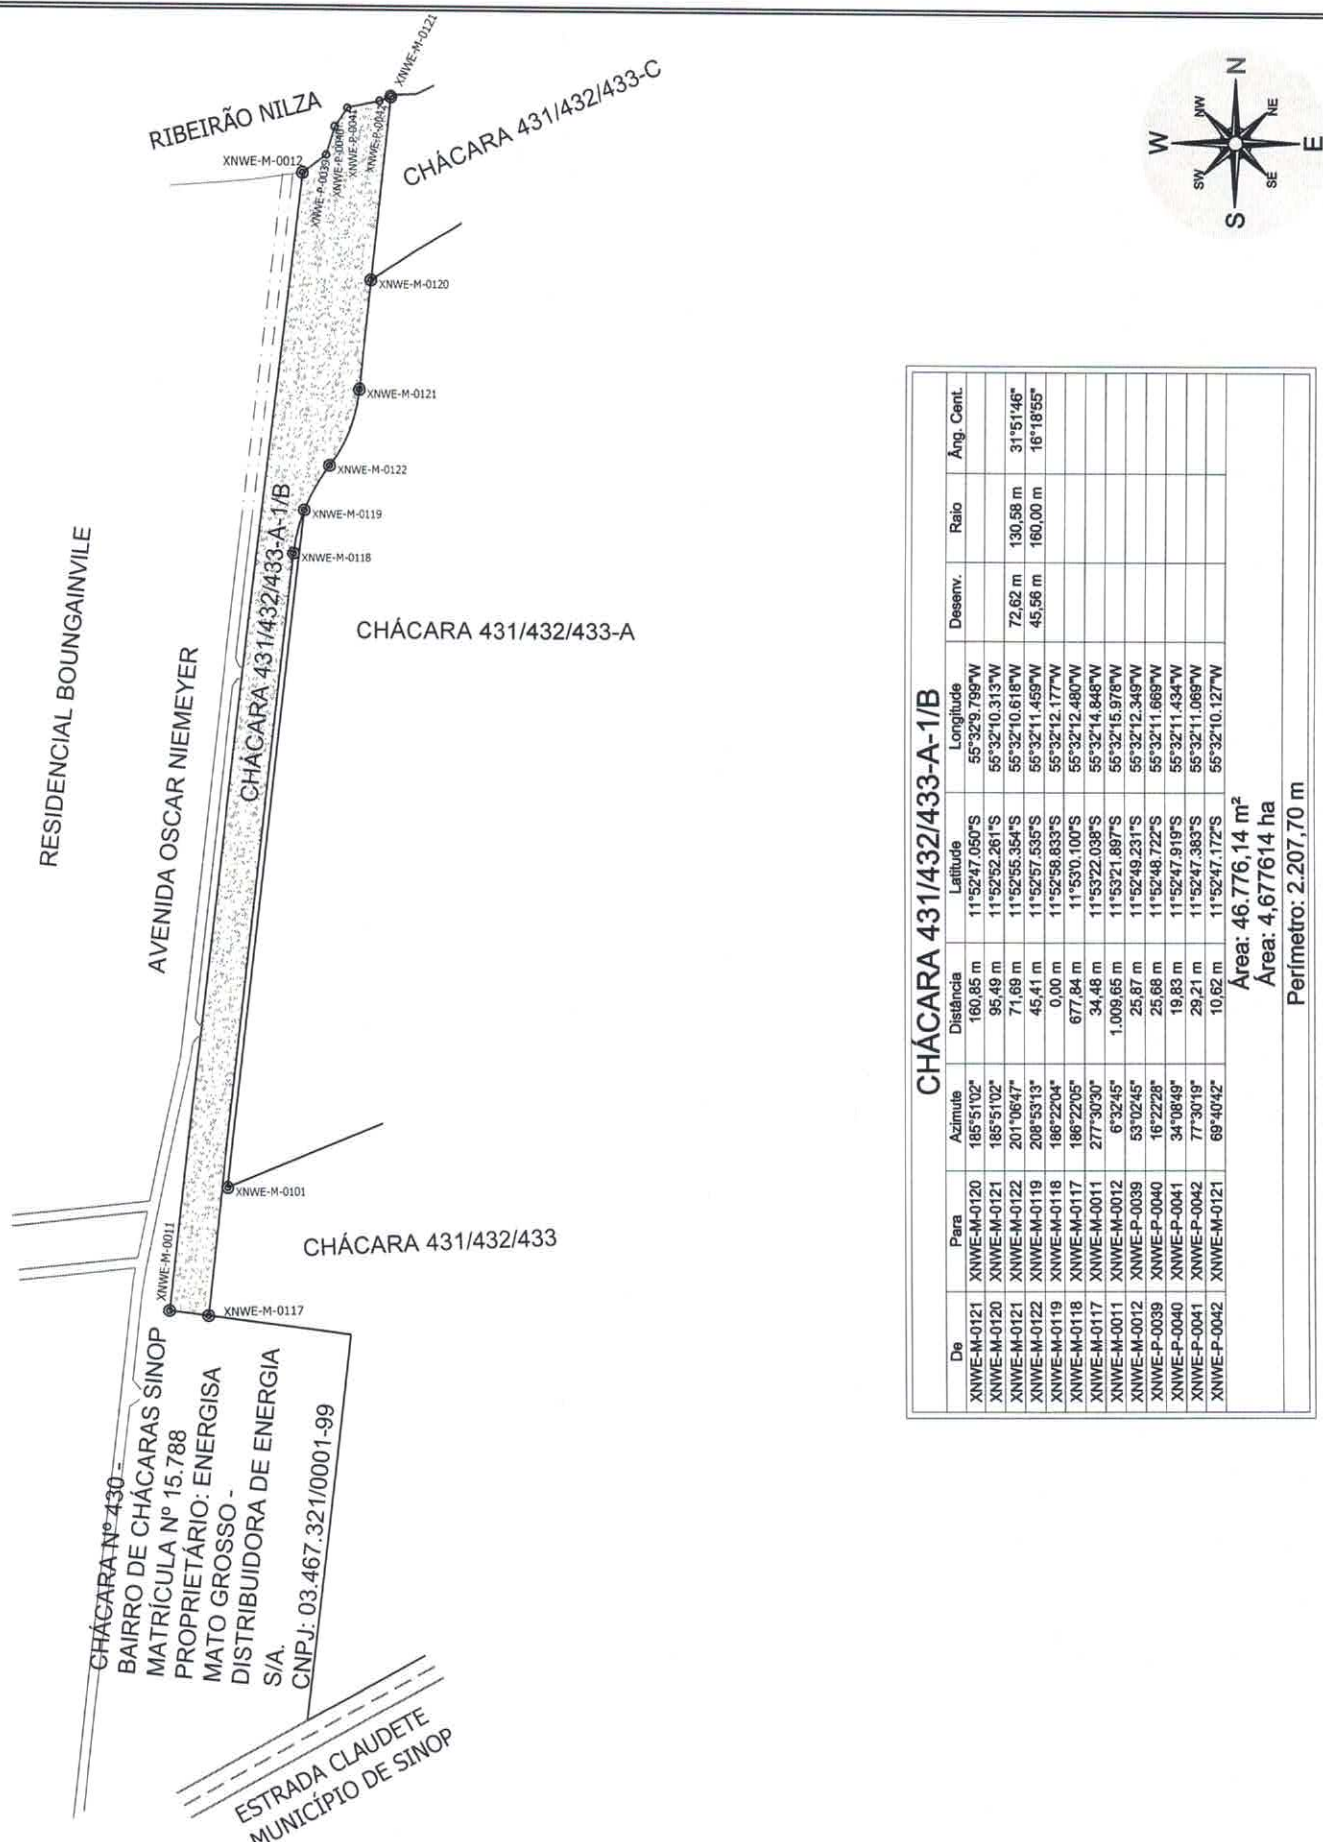 RIBEIRÃO NILZA
XNWE-M-0121
XNWE-M-0012
XNWE-P-0039
XNWE-P-0040
XNWE-P-0041
XNWE-P-0042
CHÁCARA 431/432/433-C
XNWE-M-0120
XNWE-M-0121
XNWE-M-0122
XNWE-M-0119
XNWE-M-0118
RESIDENCIAL BOUNGAINVILE
AVENIDA OSCAR NIEMEYER
CHÁCARA 431/432/433-A-1/B
CHÁCARA 431/432/433-A
XNWE-M-0101
CHÁCARA 431/432/433
XNWE-M-0011
XNWE-M-0117
CHÁCARA Nº 430 -
BAIRRO DE CHÁCARAS SINOP
MATRÍCULA Nº 15.788
PROPRIETÁRIO: ENERGISA
MATO GROSSO -
DISTRIBUIDORA DE ENERGIA
S/A.
CNPJ: 03.467.321/0001-99
ESTRADA CLAUDETE
MUNICÍPIO DE SINOP
N
NE
E
SE
S
SW
W
NW
CHÁCARA 431/432/433-A-1/B
De Para Azimute Distância Latitude Longitude Desenv. Raio Âng. Cent.
XNWE-M-0121 XNWE-M-0120 185°51'02" 160,85 m 11°52'47.050"S 55°32'9.799"W
XNWE-M-0120 XNWE-M-0121 185°51'02" 95,49 m 11°52'52.261"S 55°32'10.313"W
XNWE-M-0121 XNWE-M-0122 201°06'47" 71,69 m 11°52'55.354"S 55°32'10.618"W 72,62 m 130,58 m 31°51'46"
XNWE-M-0122 XNWE-M-0119 208°53'13" 45,41 m 11°52'57.535"S 55°32'11.459"W 45,56 m 160,00 m 16°18'55"
XNWE-M-0119 XNWE-M-0118 186°22'04" 0,00 m 11°52'58.833"S 55°32'12.177"W
XNWE-M-0118 XNWE-M-0117 186°22'05" 677,84 m 11°53'0.100"S 55°32'12.480"W
XNWE-M-0117 XNWE-M-0011 277°30'30" 34,48 m 11°53'22.038"S 55°32'14.848"W
XNWE-M-0011 XNWE-M-0012 6°32'45" 1.009,65 m 11°53'21.897"S 55°32'15.978"W
XNWE-M-0012 XNWE-P-0039 53°02'45" 25,87 m 11°52'49.231"S 55°32'12.349"W
XNWE-P-0039 XNWE-P-0040 16°22'28" 25,68 m 11°52'48.722"S 55°32'11.669"W
XNWE-P-0040 XNWE-P-0041 34°08'49" 19,83 m 11°52'47.919"S 55°32'11.434"W
XNWE-P-0041 XNWE-P-0042 77°30'19" 29,21 m 11°52'47.383"S 55°32'11.069"W
XNWE-P-0042 XNWE-M-0121 69°40'42" 10,62 m 11°52'47.172"S 55°32'10.127"W
Área: 46.776,14 m²
Área: 4,677614 ha
Perímetro: 2.207,70 m